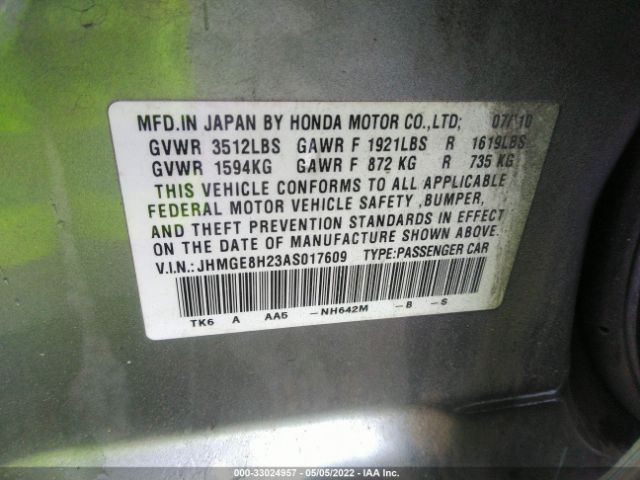 MFD.IN JAPAN BY HONDA MOTOR CO.,LTD; 07/10
GVWR 3512LBS GAWR F 1921LBS R 1619LBS
GVWR 1594KG GAWR F 872 KG R 735 KG
THIS VEHICLE CONFORMS TO ALL APPLICABLE
FEDERAL MOTOR VEHICLE SAFETY ,BUMPER,
AND THEFT PREVENTION STANDARDS IN EFFECT
ON THE DATE OF MANUFACTURE SHOWN ABOVE.
V.I.N.: JHMGE8H23AS017609 TYPE:PASSENGER CAR
TK6 A AA5 -NH642M -B -S
000-33024957 - 05/05/2022 - IAA Inc.